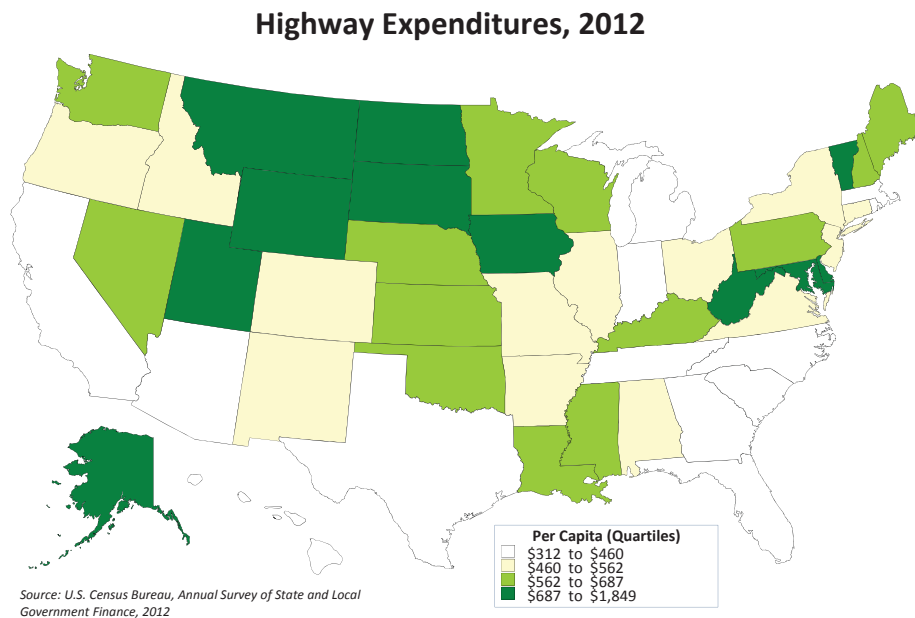 Highway Expenditures, 2012
Per Capita (Quartiles)
$312 to $460
$460 to $562
$562 to $687
$687 to $1,849
Source: U.S. Census Bureau, Annual Survey of State and Local
Government Finance, 2012